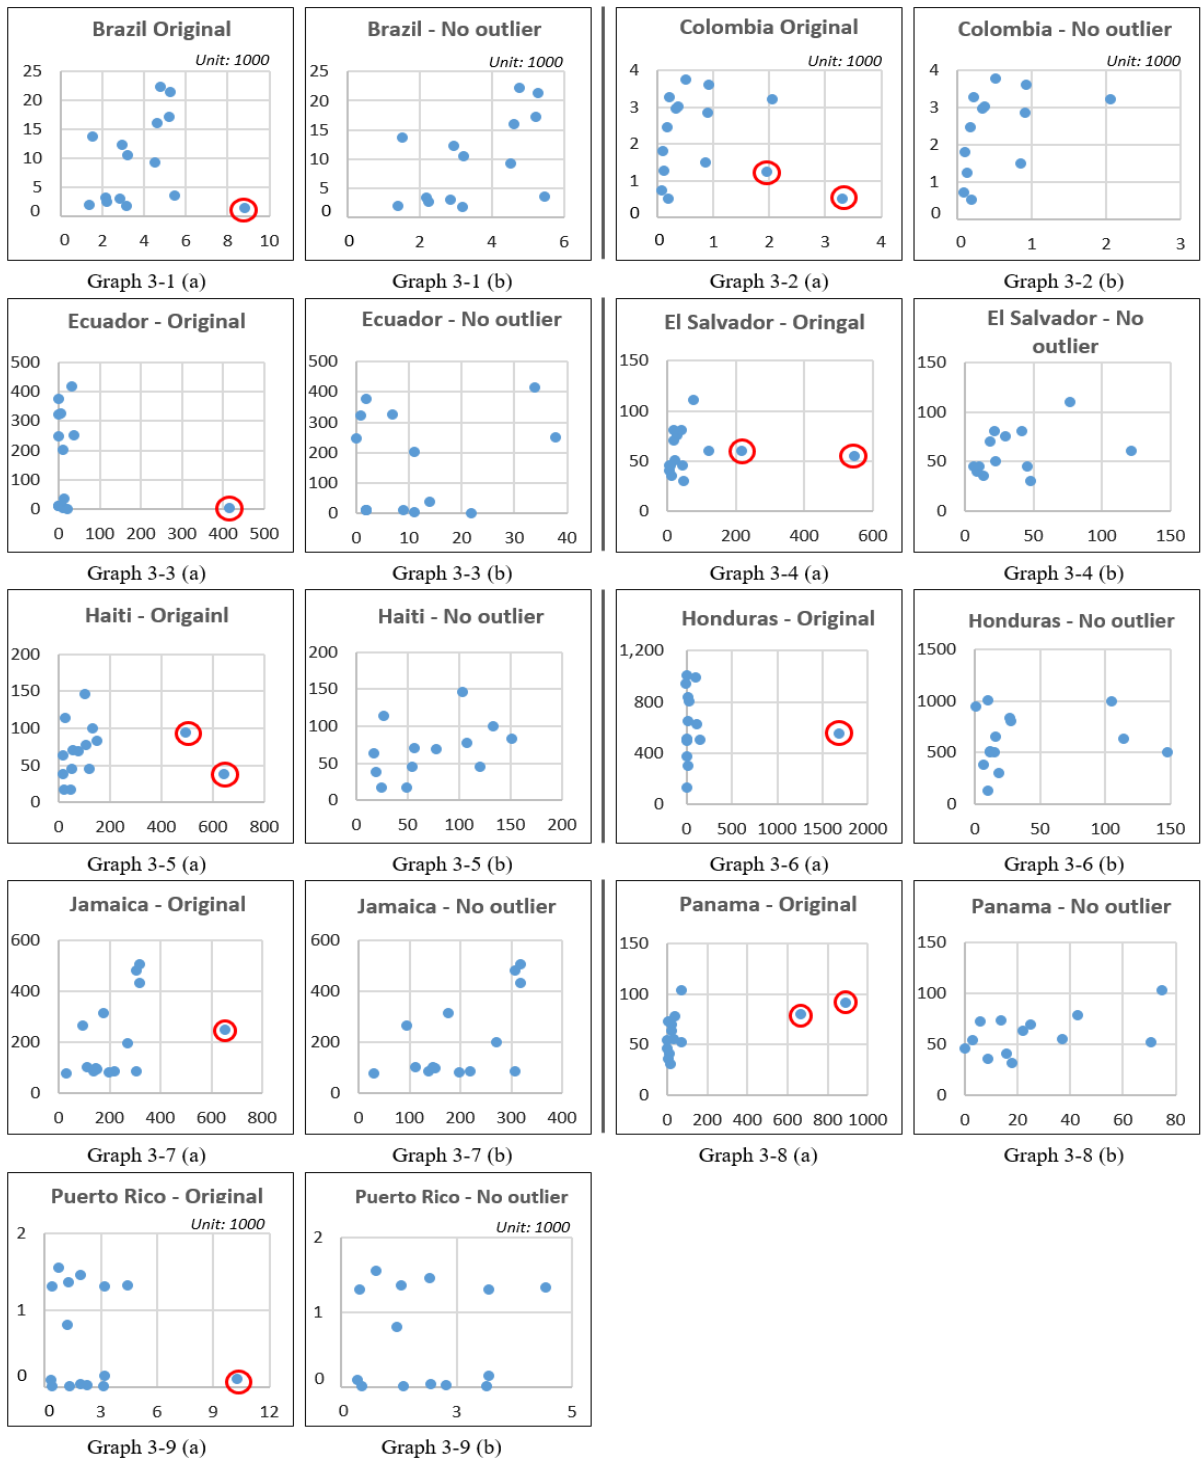 Brazil Original
Unit: 1000
25
20
15
10
5
0
0 2 4 6 8 10
Graph 3-1 (a)
Brazil - No outlier
Unit: 1000
25
20
15
10
5
0
0 2 4 6
Graph 3-1 (b)
Colombia Original
Unit: 1000
4
3
2
1
0
0 1 2 3 4
Graph 3-2 (a)
Colombia - No outlier
Unit: 1000
4
3
2
1
0
0 1 2 3
Graph 3-2 (b)
Ecuador - Original
500
400
300
200
100
0
0 100 200 300 400 500
Graph 3-3 (a)
Ecuador - No outlier
500
400
300
200
100
0
0 10 20 30 40
Graph 3-3 (b)
El Salvador - Oringal
150
100
50
0
0 200 400 600
Graph 3-4 (a)
El Salvador - No
outlier
150
100
50
0
0 50 100 150
Graph 3-4 (b)
Haiti - Origainl
200
150
100
50
0
0 200 400 600 800
Graph 3-5 (a)
Haiti - No outlier
200
150
100
50
0
0 50 100 150 200
Graph 3-5 (b)
Honduras - Original
1,200
800
400
0
0 500 1000 1500 2000
Graph 3-6 (a)
Honduras - No outlier
1500
1000
500
0
0 50 100 150
Graph 3-6 (b)
Jamaica - Original
600
400
200
0
0 200 400 600 800
Graph 3-7 (a)
Jamaica - No outlier
600
400
200
0
0 100 200 300 400
Graph 3-7 (b)
Panama - Original
150
100
50
0
0 200 400 600 800 1000
Graph 3-8 (a)
Panama - No outlier
150
100
50
0
0 20 40 60 80
Graph 3-8 (b)
Puerto Rico - Original
Unit: 1000
2
1
0
0 3 6 9 12
Graph 3-9 (a)
Puerto Rico - No outlier
Unit: 1000
2
1
0
0 3 5
Graph 3-9 (b)